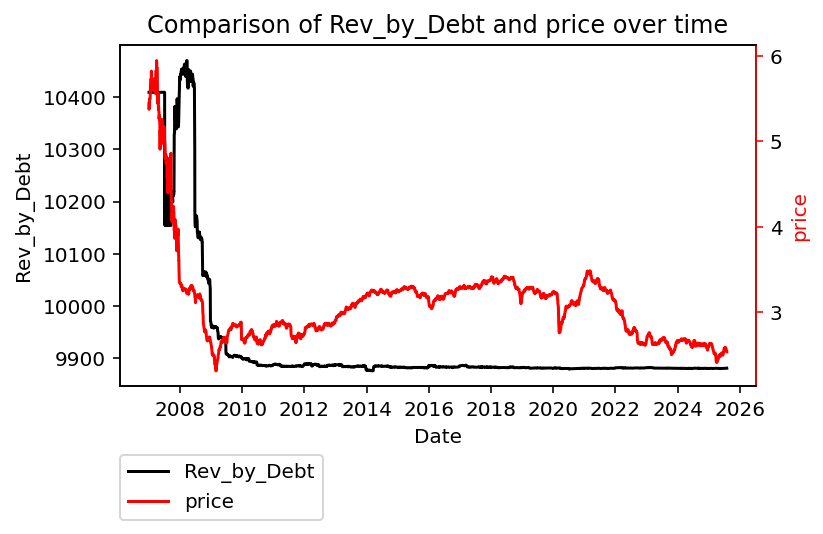 Comparison of Rev_by_Debt and price over time
10400
10300
10200
10100
10000
9900
Rev_by_Debt
6
5
4
3
price
2008 2010 2012 2014 2016 2018 2020 2022 2024 2026
Date
Rev_by_Debt
price